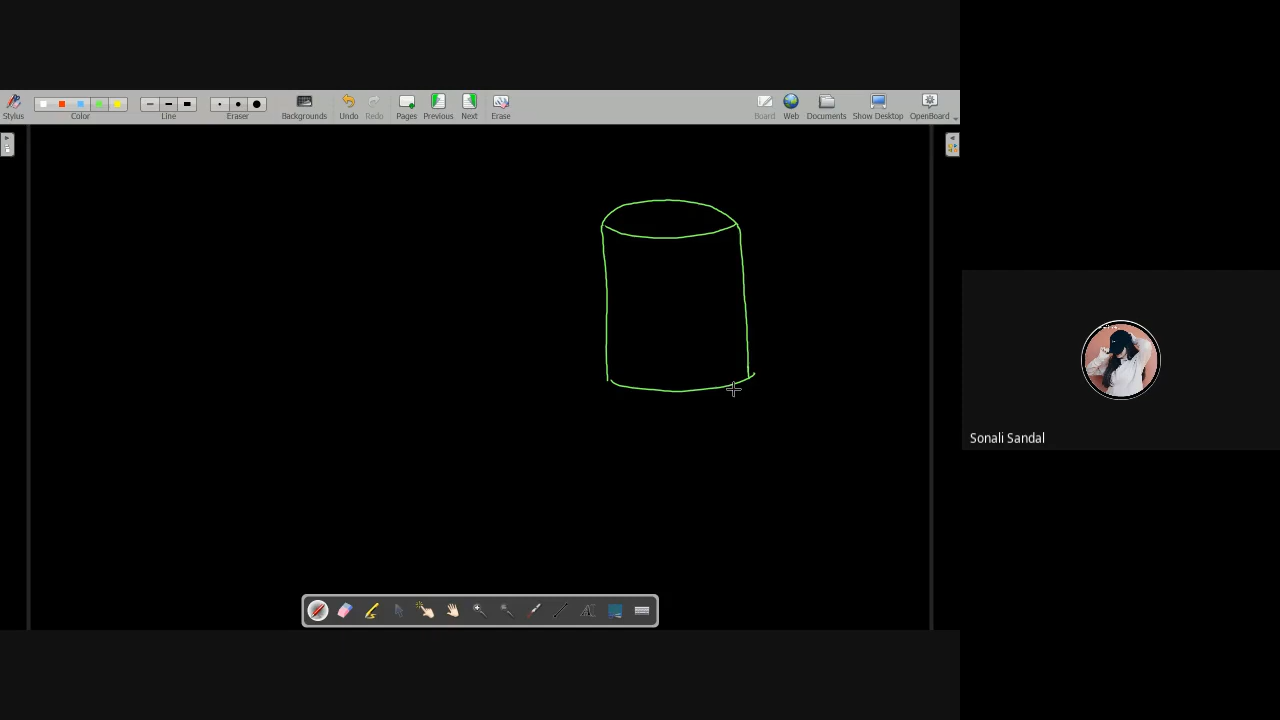 Stylus
Color
Line
Eraser
Backgrounds
Undo
Redo
Pages
Previous
Next
Erase
Board
Web
Documents
Show Desktop
OpenBoard
Sonali Sandal